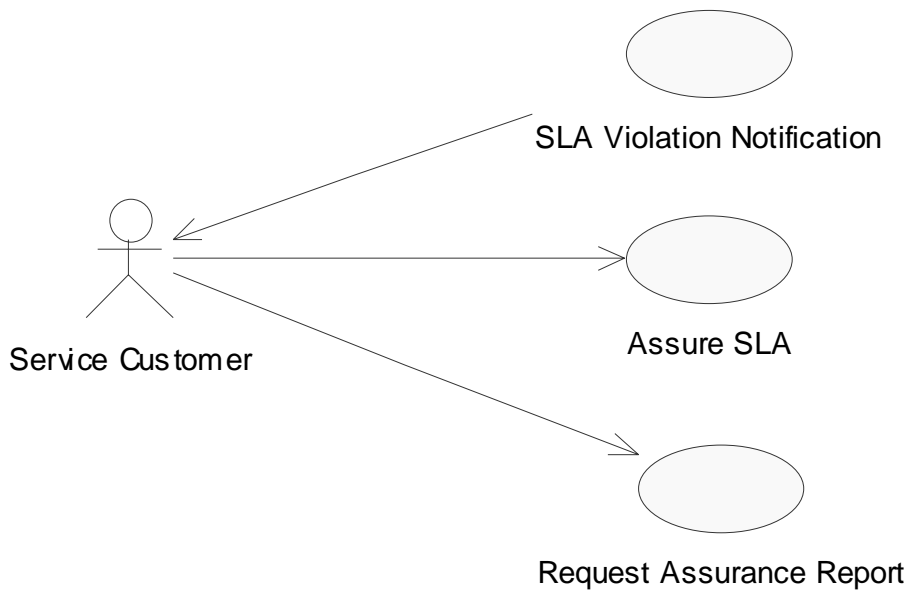 SLA Violation Notification
Assure SLA
Service Customer
Request Assurance Report